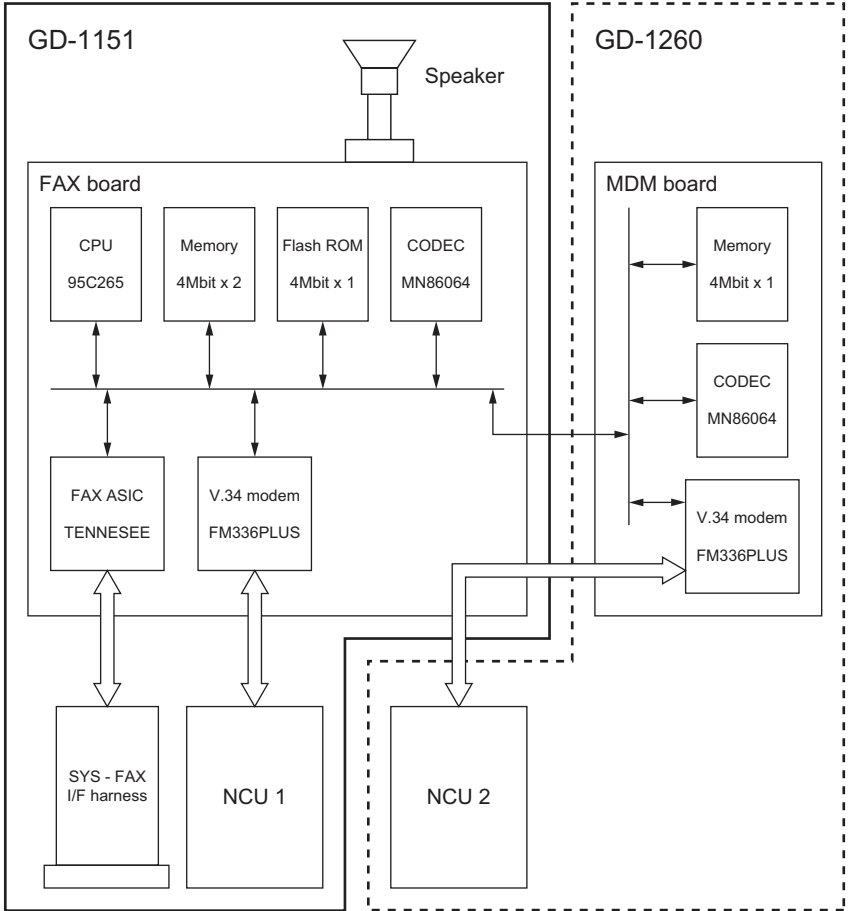 GD-1151
GD-1260
Speaker
FAX board
MDM board
CPU
95C265
Memory
4Mbit x 2
Flash ROM
4Mbit x 1
CODEC
MN86064
Memory
4Mbit x 1
CODEC
MN86064
FAX ASIC
TENNESEE
V.34 modem
FM336PLUS
V.34 modem
FM336PLUS
SYS - FAX
I/F harness
NCU 1
NCU 2